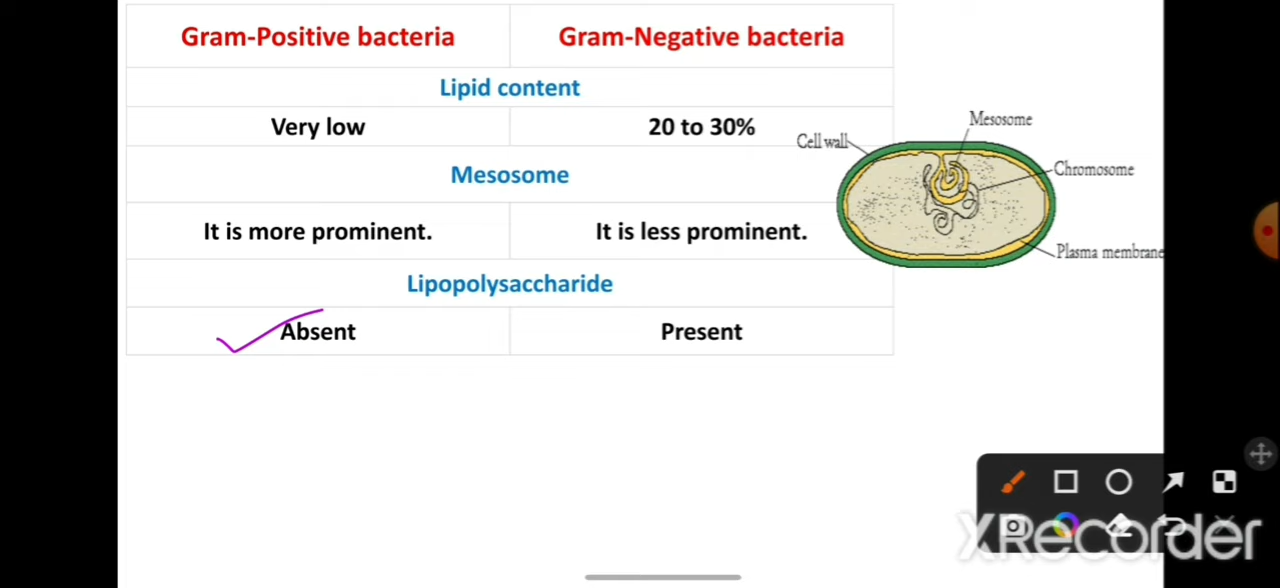 Gram-Positive bacteria Gram-Negative bacteria
Lipid content
Very low 20 to 30%
Mesosome
It is more prominent. It is less prominent.
Lipopolysaccharide
Absent Present
Mesosome
Cell wall
Chromosome
Plasma membrane
XRecorder